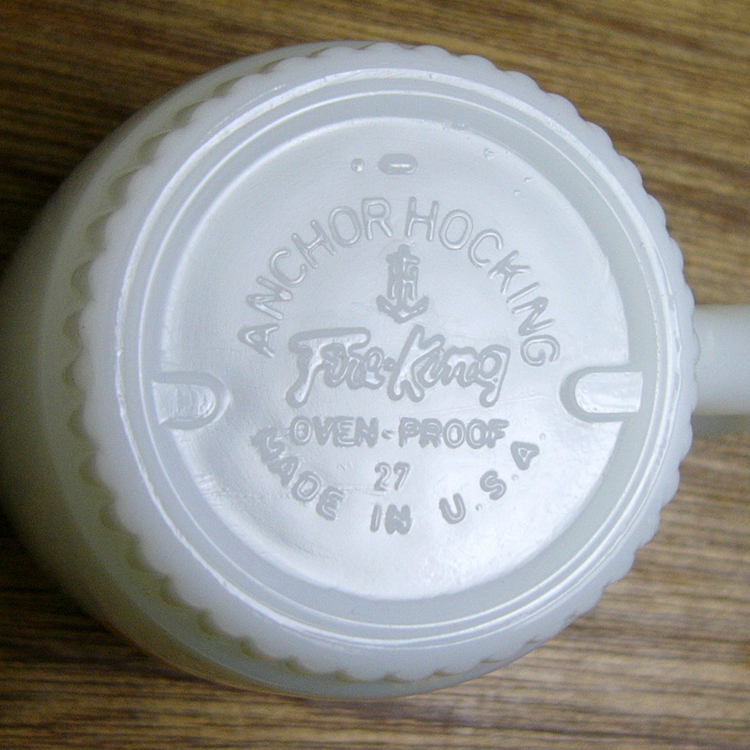 ANCHOR HOCKING
Fire-King
OVEN-PROOF
27
MADE IN U.S.A.